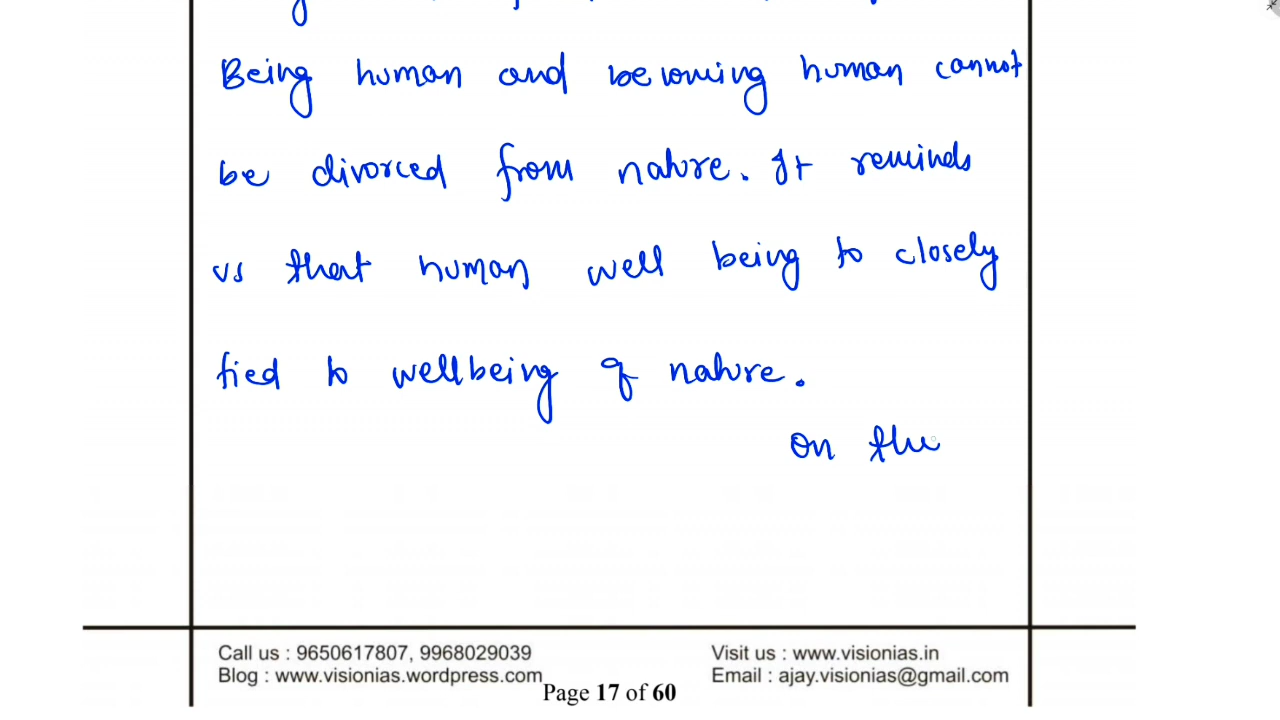 Being human and becoming human cannot
be divorced from nature. It reminds
us that human well being to closely
tied to wellbeing of nature.
on the
Call us : 9650617807, 9968029039
Visit us : www.visionias.in
Blog : www.visionias.wordpress.com
Email : ajay.visionias@gmail.com
Page 17 of 60